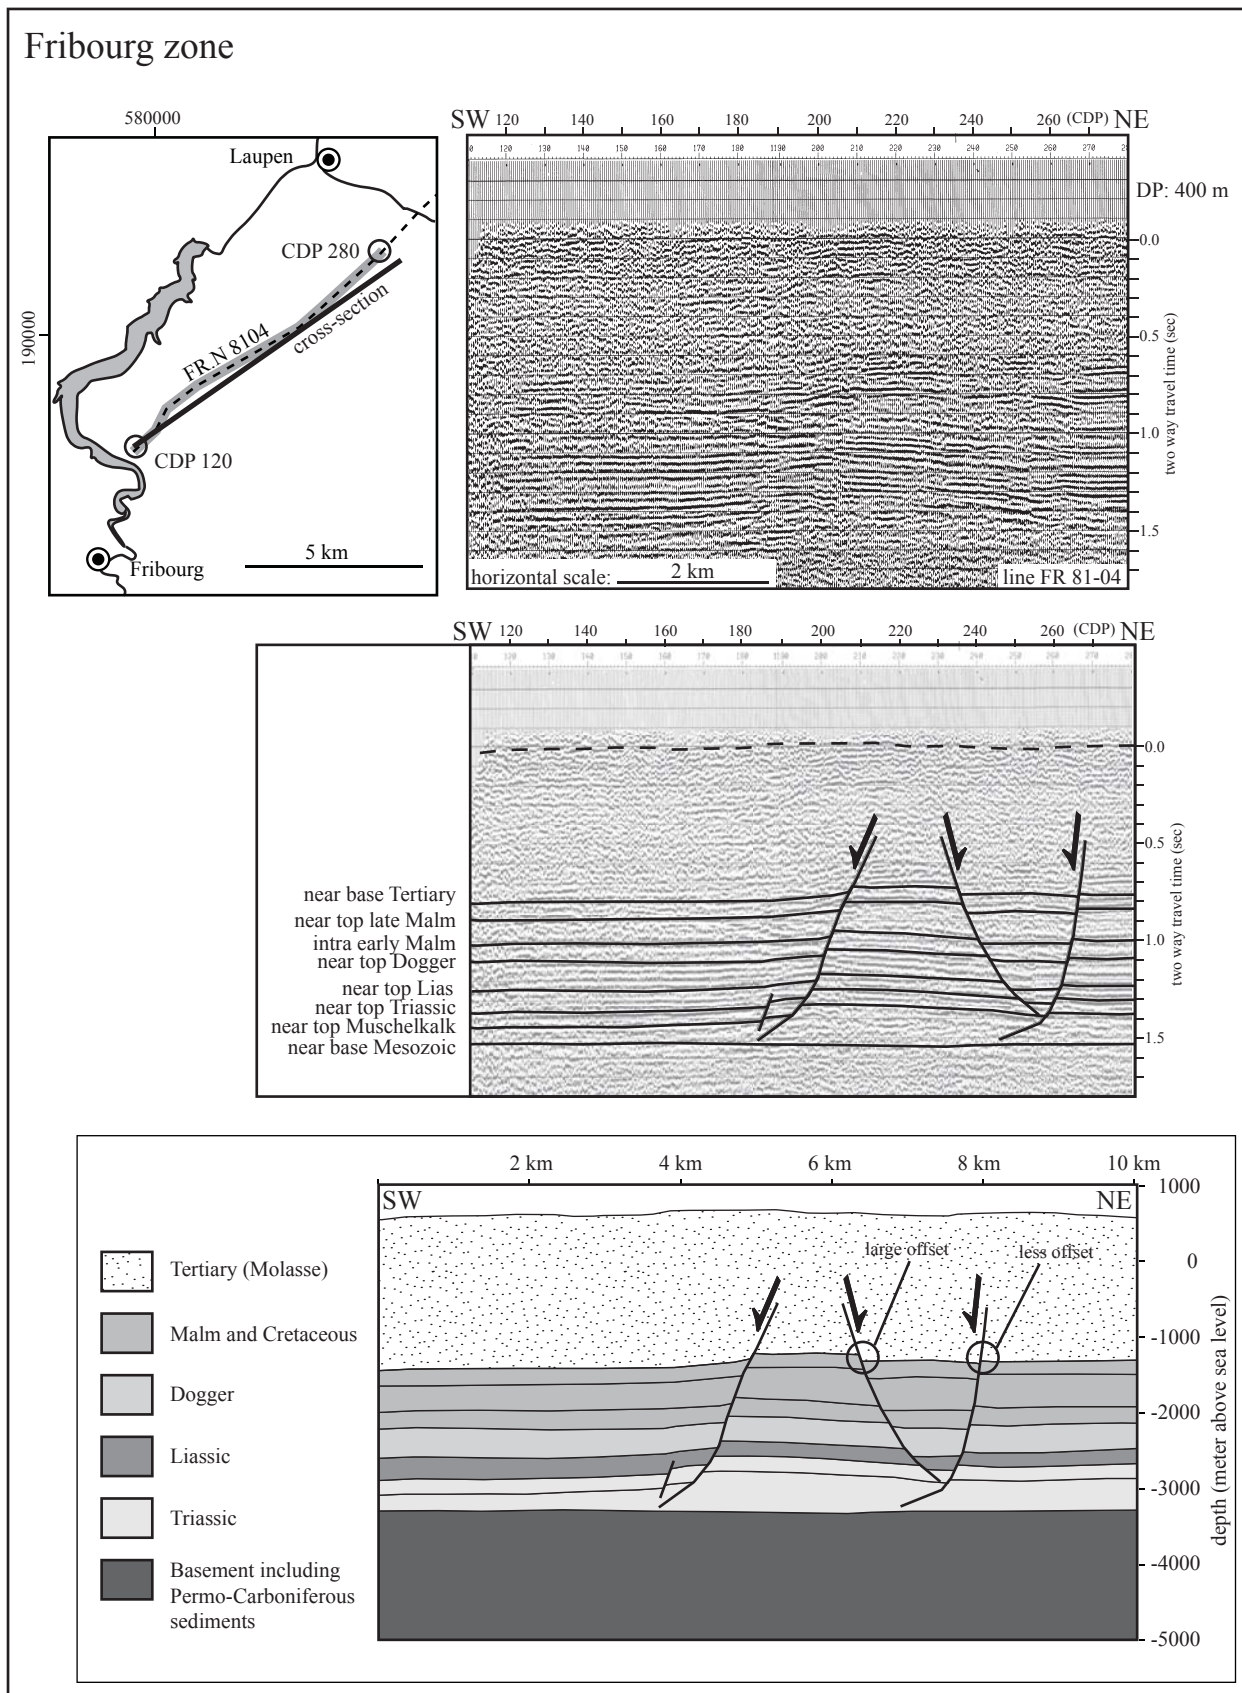 Fribourg zone
580000
190000
Laupen
CDP 280
FR.N 8104
cross-section
CDP 120
5 km
Fribourg
SW 120 140 160 180 200 220 240 260 (CDP) NE
DP: 400 m
0.0
0.5
1.0
1.5
two way travel time (sec)
horizontal scale: 2 km
line FR 81-04
SW 120 140 160 180 200 220 240 260 (CDP) NE
0.0
0.5
1.0
1.5
two way travel time (sec)
near base Tertiary
near top late Malm
intra early Malm
near top Dogger
near top Lias
near top Triassic
near top Muschelkalk
near base Mesozoic
2 km 4 km 6 km 8 km 10 km
SW NE
large offset
less offset
1000
0
-1000
-2000
-3000
-4000
-5000
depth (meter above sea level)
Tertiary (Molasse)
Malm and Cretaceous
Dogger
Liassic
Triassic
Basement including
Permo-Carboniferous
sediments